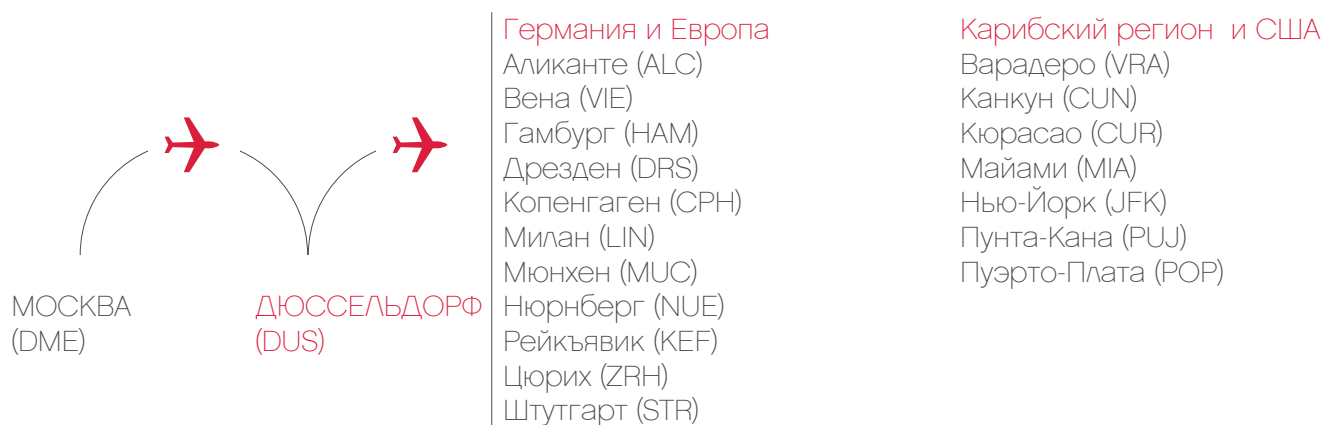 МОСКВА
(DME)
ДЮССЕЛЬДОРФ
(DUS)
Германия и Европа
Аликанте (ALC)
Вена (VIE)
Гамбург (HAM)
Дрезден (DRS)
Копенгаген (CPH)
Милан (LIN)
Мюнхен (MUC)
Нюрнберг (NUE)
Рейкъявик (KEF)
Цюрих (ZRH)
Штутгарт (STR)
Карибский регион и США
Варадеро (VRA)
Канкун (CUN)
Кюрасао (CUR)
Майами (MIA)
Нью-Йорк (JFK)
Пунта-Кана (PUJ)
Пуэрто-Плата (POP)